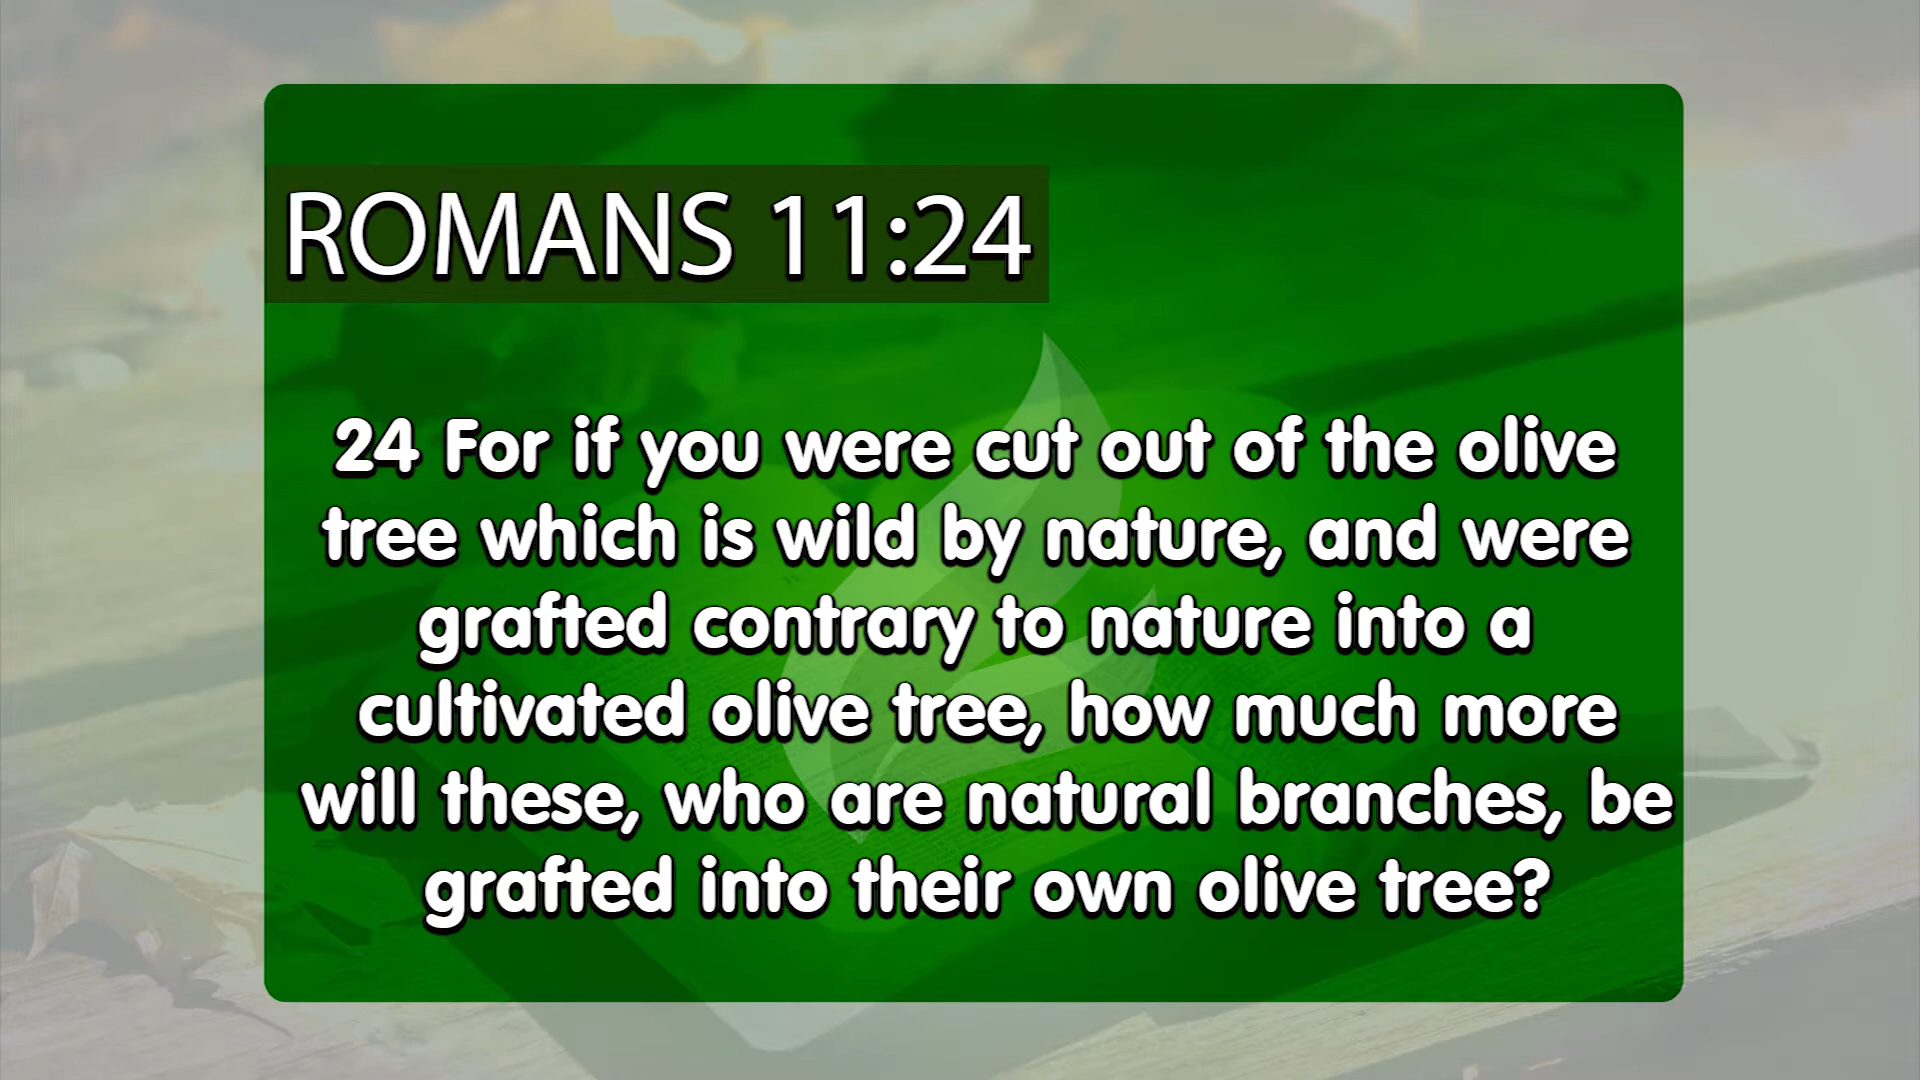 ROMANS 11:24
24 For if you were cut out of the olive
tree which is wild by nature, and were
grafted contrary to nature into a
cultivated olive tree, how much more
will these, who are natural branches, be
grafted into their own olive tree?